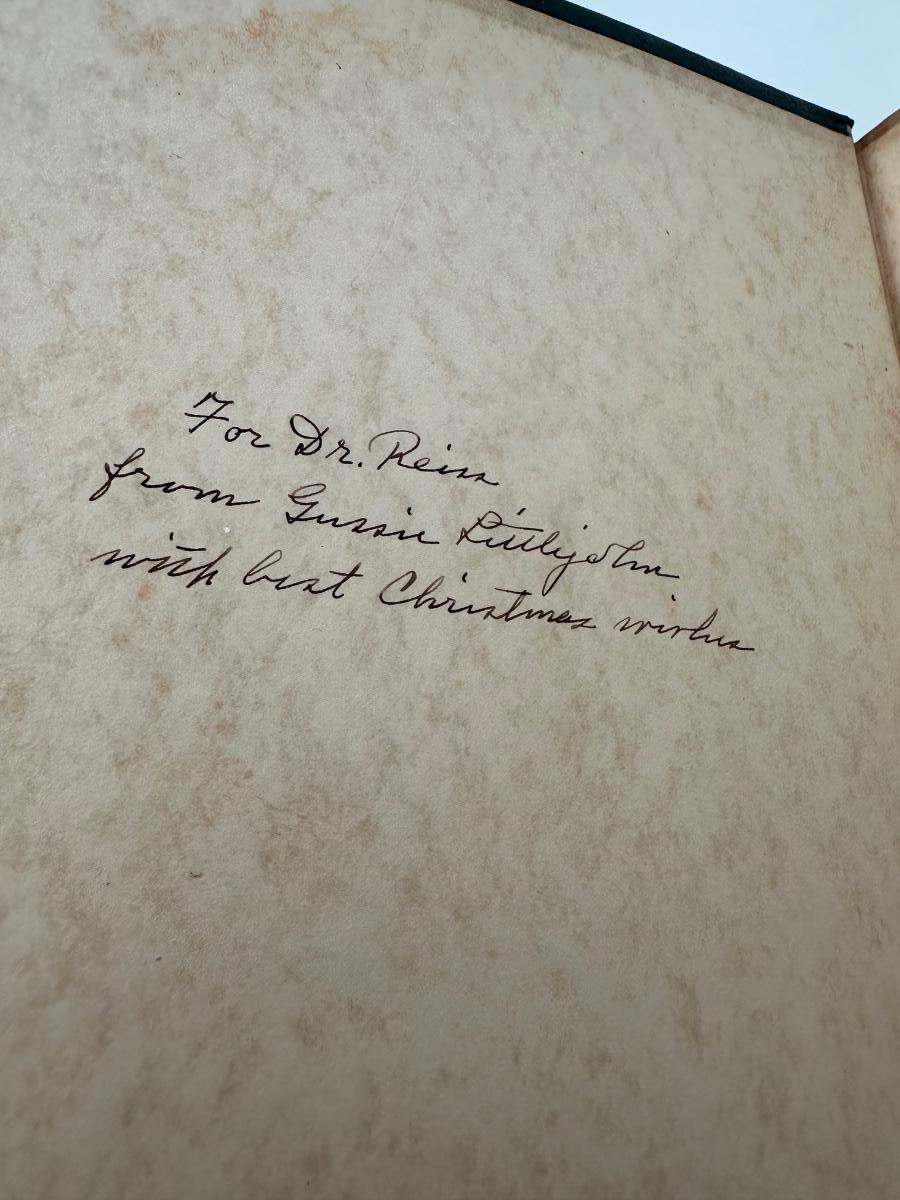 For Dr. Reiss
from Gussie Littlejohn
with best Christmas wishes